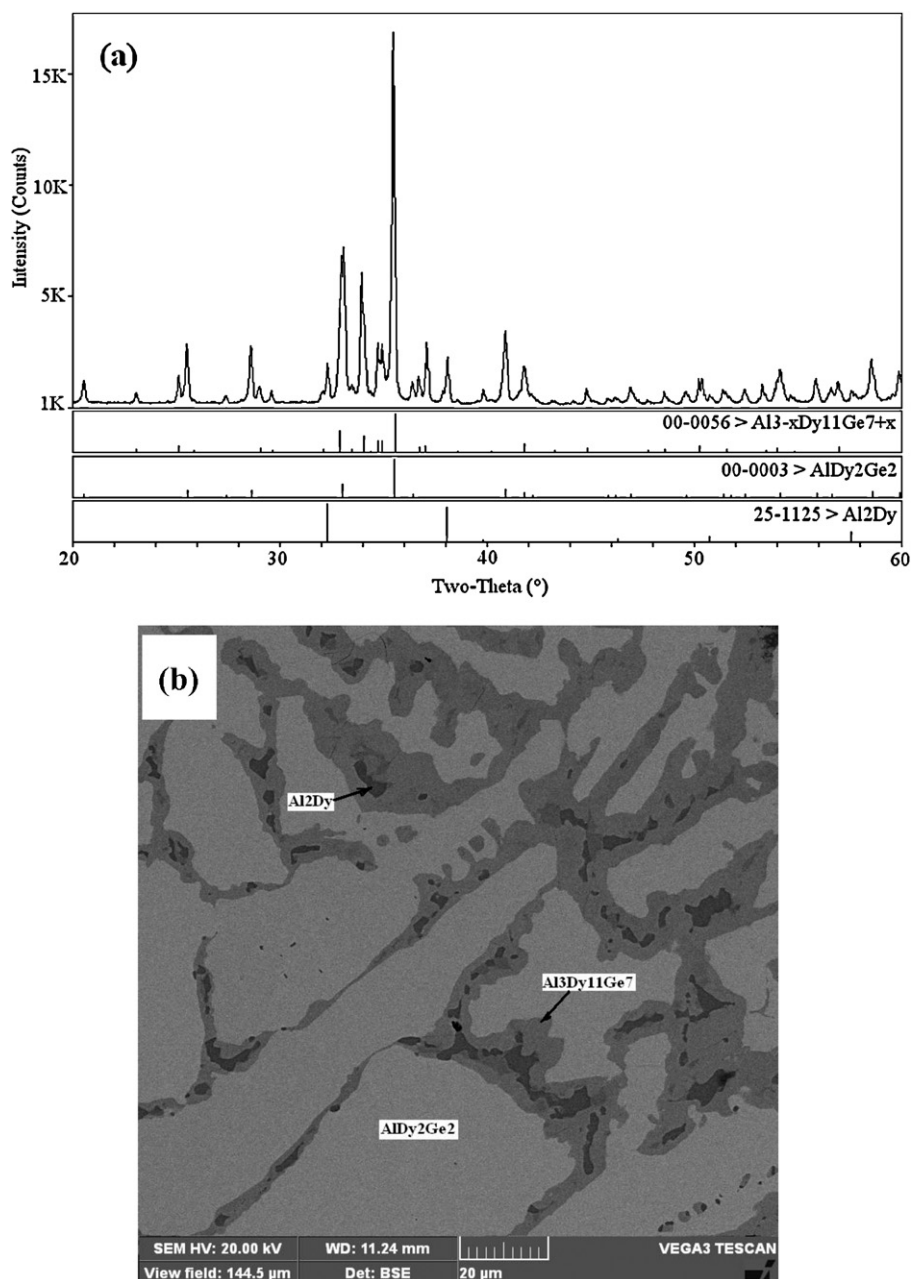 (a)
15K
10K
5K
1K
Intensity (Counts)
00-0056 > Al3-xDy11Ge7+x
00-0003 > AlDy2Ge2
25-1125 > Al2Dy
20 30 40 50 60
Two-Theta (°)
(b)
Al2Dy
Al3Dy11Ge7
AlDy2Ge2
SEM HV: 20.00 kV WD: 11.24 mm VEGA3 TESCAN
View field: 144.5 µm Det: BSE 20 µm